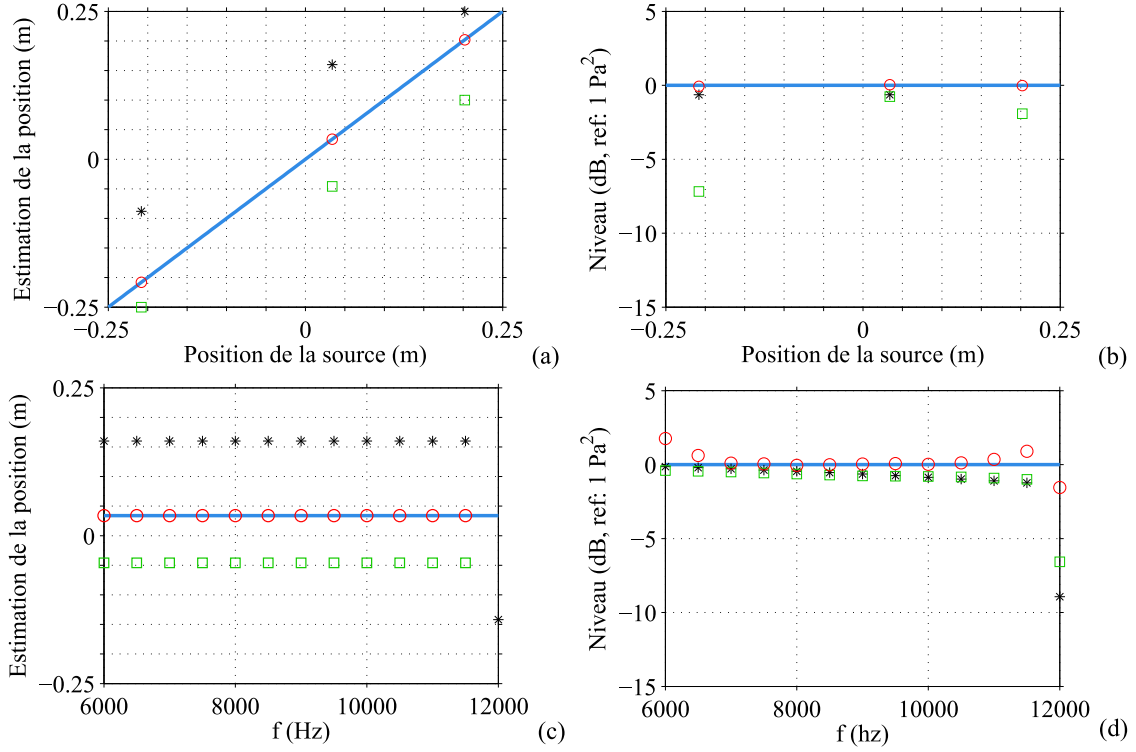 Estimation de la position (m)
0.25
0
−0.25
−0.25
0
0.25
Position de la source (m)
(a)
Niveau (dB, ref: 1 Pa²)
5
0
−5
−10
−15
−0.25
0
0.25
Position de la source (m)
(b)
Estimation de la position (m)
0.25
0
−0.25
6000
8000
10000
12000
f (Hz)
(c)
Niveau (dB, ref: 1 Pa²)
5
0
−5
−10
−15
6000
8000
10000
12000
f (hz)
(d)